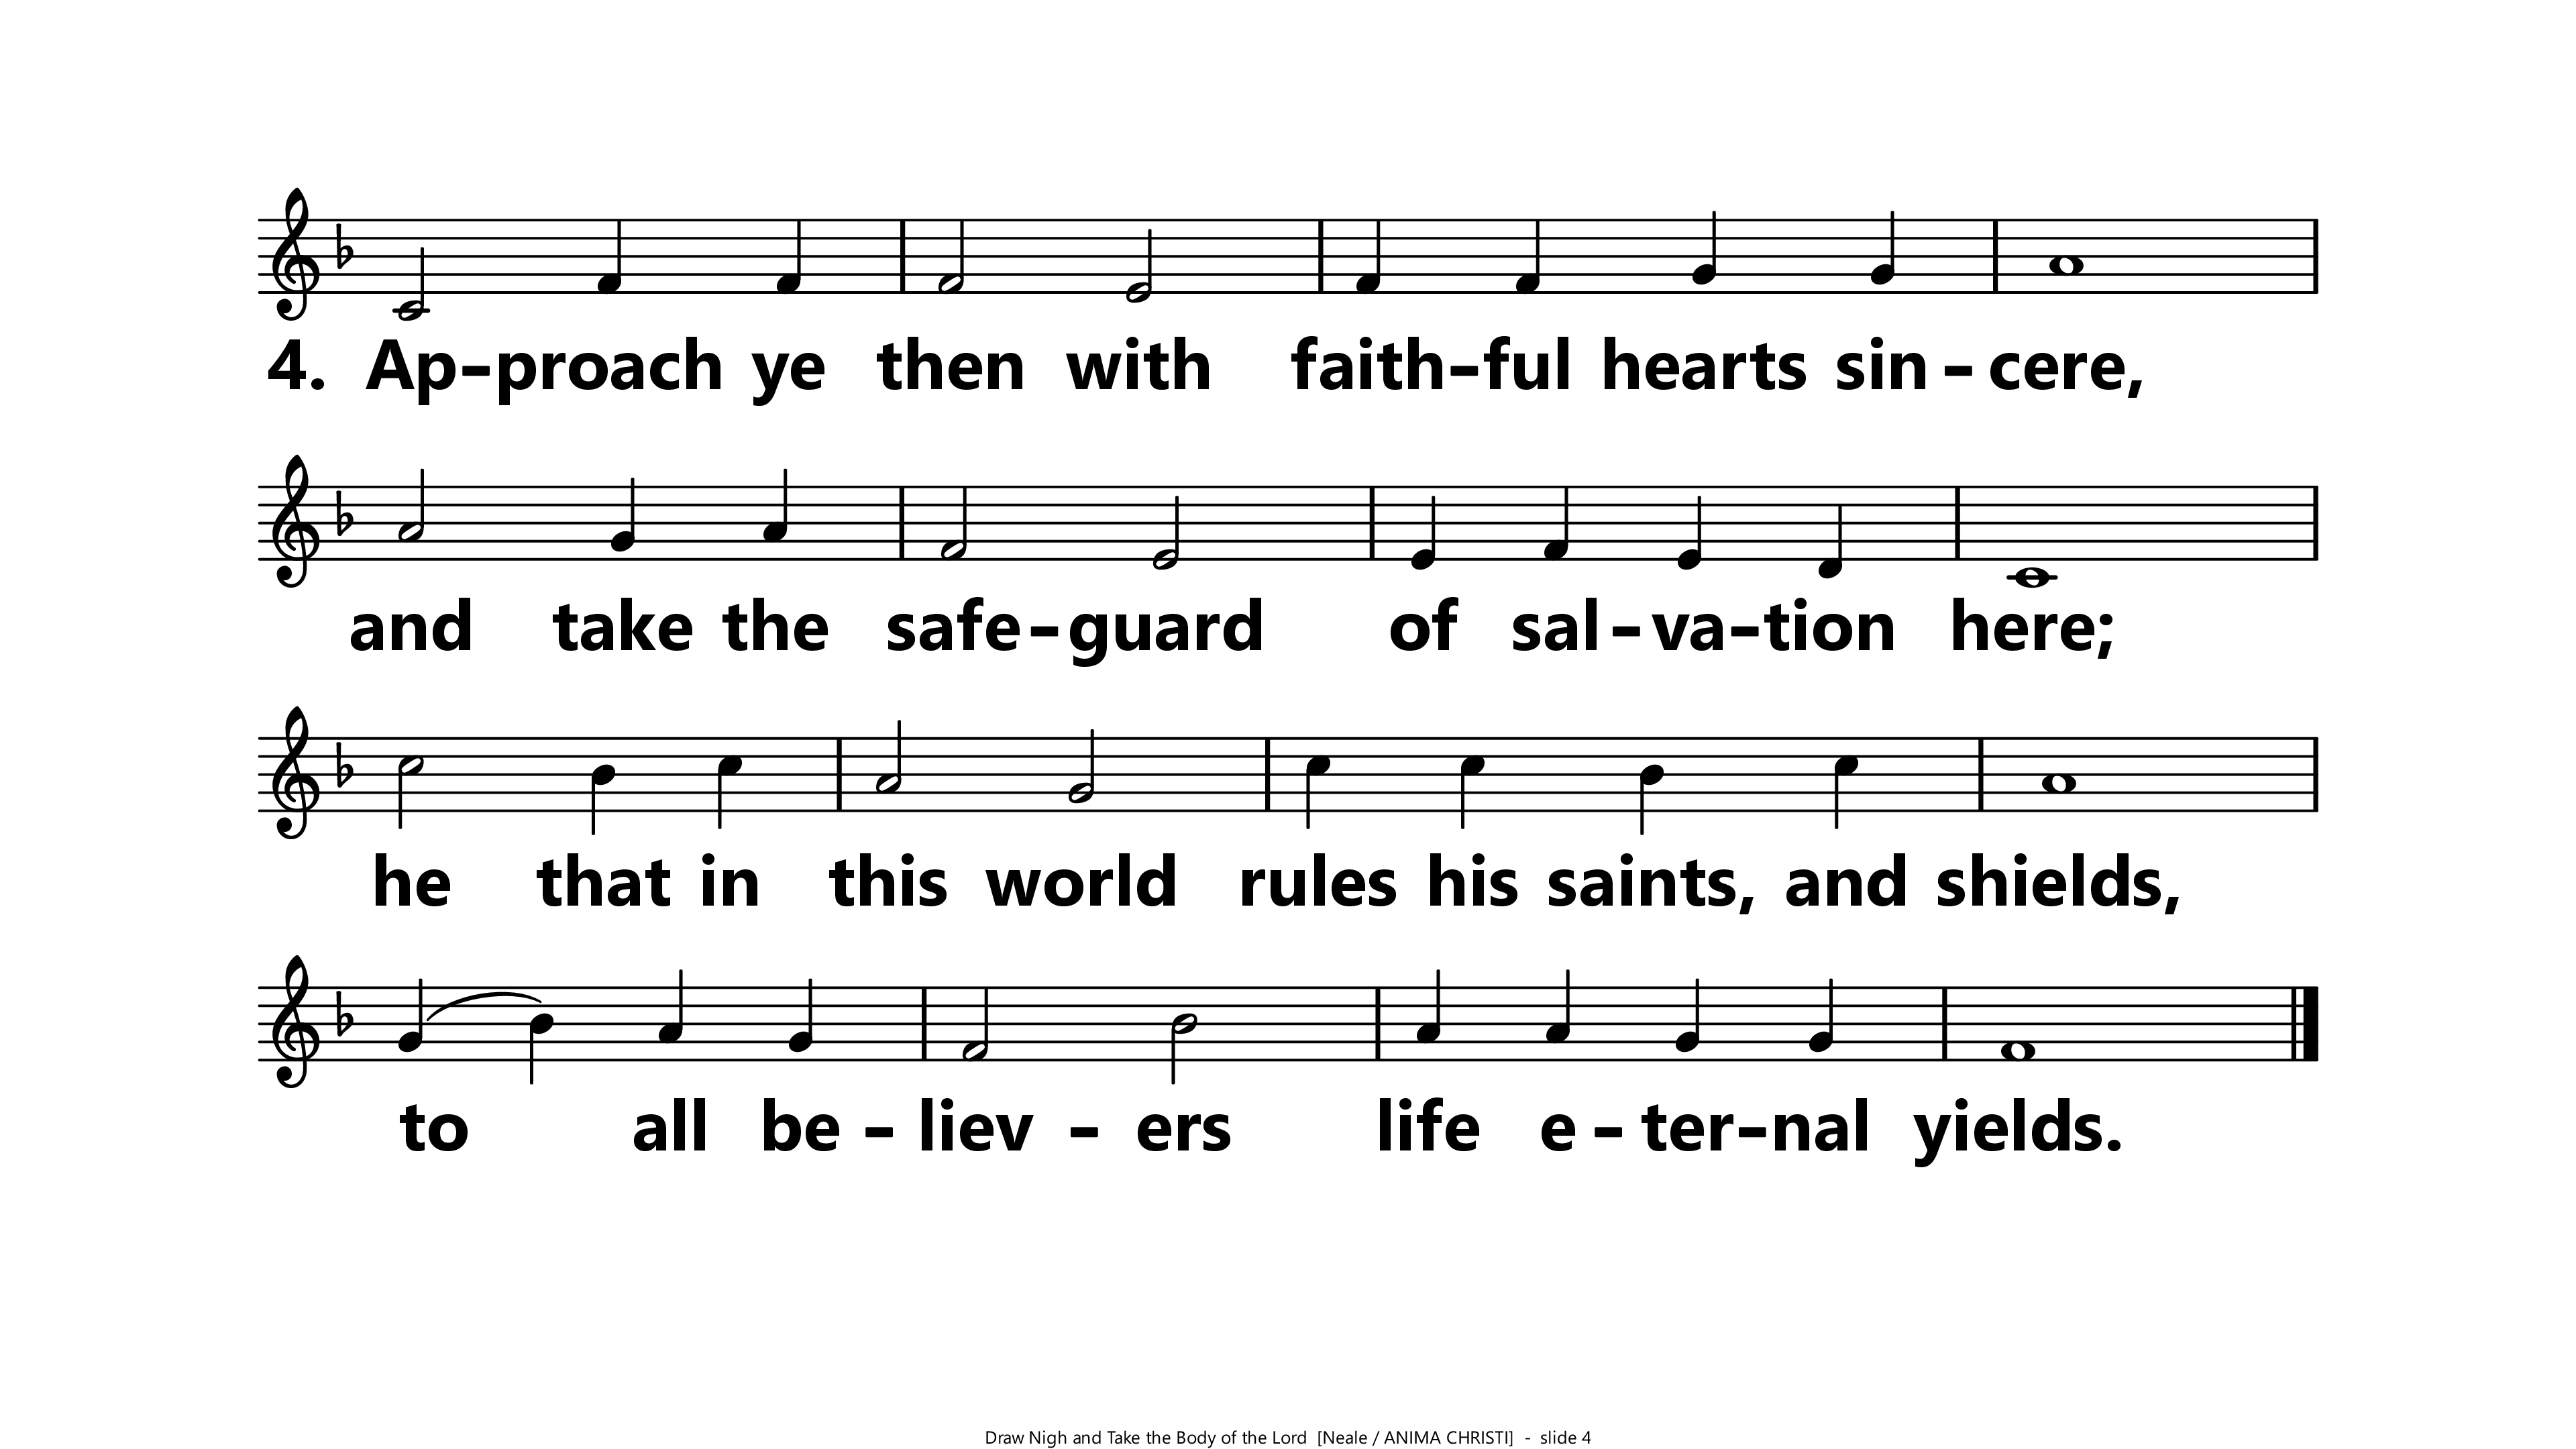 4. Ap-proach ye then with faith-ful hearts sin-cere,
and take the safe-guard of sal-va-tion here;
he that in this world rules his saints, and shields,
to all be-liev-ers life e-ter-nal yields.
Draw Nigh and Take the Body of the Lord [Neale / ANIMA CHRISTI] - slide 4